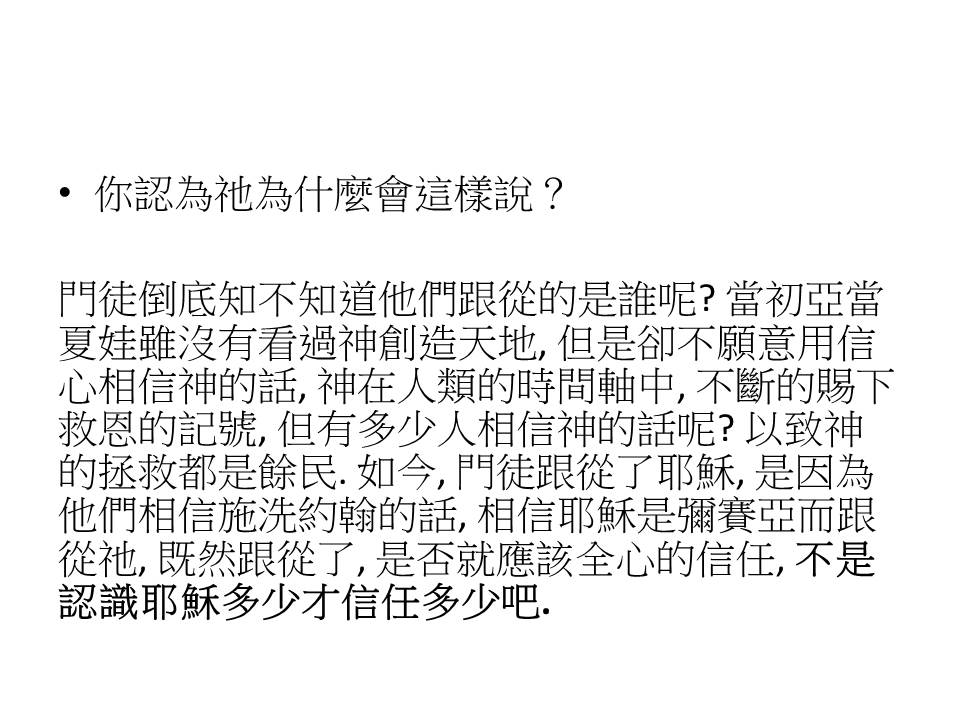 • 你認為祂為什麼會這樣說？
門徒倒底知不知道他們跟從的是誰呢? 當初亞當
夏娃雖沒有看過神創造天地, 但是卻不願意用信
心相信神的話, 神在人類的時間軸中, 不斷的賜下
救恩的記號, 但有多少人相信神的話呢? 以致神
的拯救都是餘民. 如今, 門徒跟從了耶穌, 是因為
他們相信施洗約翰的話, 相信耶穌是彌賽亞而跟
從祂, 既然跟從了, 是否就應該全心的信任, 不是
認識耶穌多少才信任多少吧.